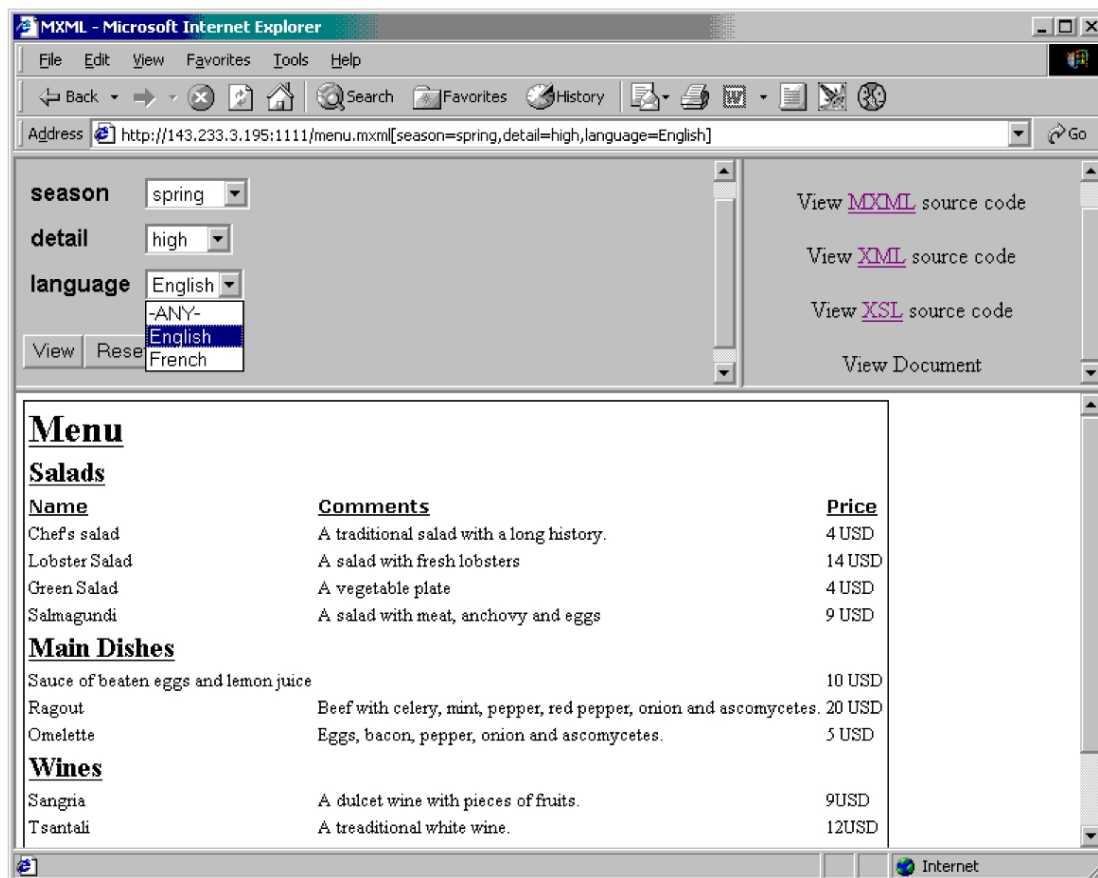 MXML - Microsoft Internet Explorer
File Edit View Favorites Tools Help
Back Search Favorites History
Address http://143.233.3.195:1111/menu.mxml[season=spring,detail=high,language=English] Go
season spring
detail high
language English
-ANY-
English
French
View Rese
View MXML source code
View XML source code
View XSL source code
View Document
Menu
Salads
Name Comments Price
Chef's salad A traditional salad with a long history. 4 USD
Lobster Salad A salad with fresh lobsters 14 USD
Green Salad A vegetable plate 4 USD
Salmagundi A salad with meat, anchovy and eggs 9 USD
Main Dishes
Sauce of beaten eggs and lemon juice 10 USD
Ragout Beef with celery, mint, pepper, red pepper, onion and ascomycetes. 20 USD
Omelette Eggs, bacon, pepper, onion and ascomycetes. 5 USD
Wines
Sangria A dulcet wine with pieces of fruits. 9USD
Tsantali A treaditional white wine. 12USD
Internet